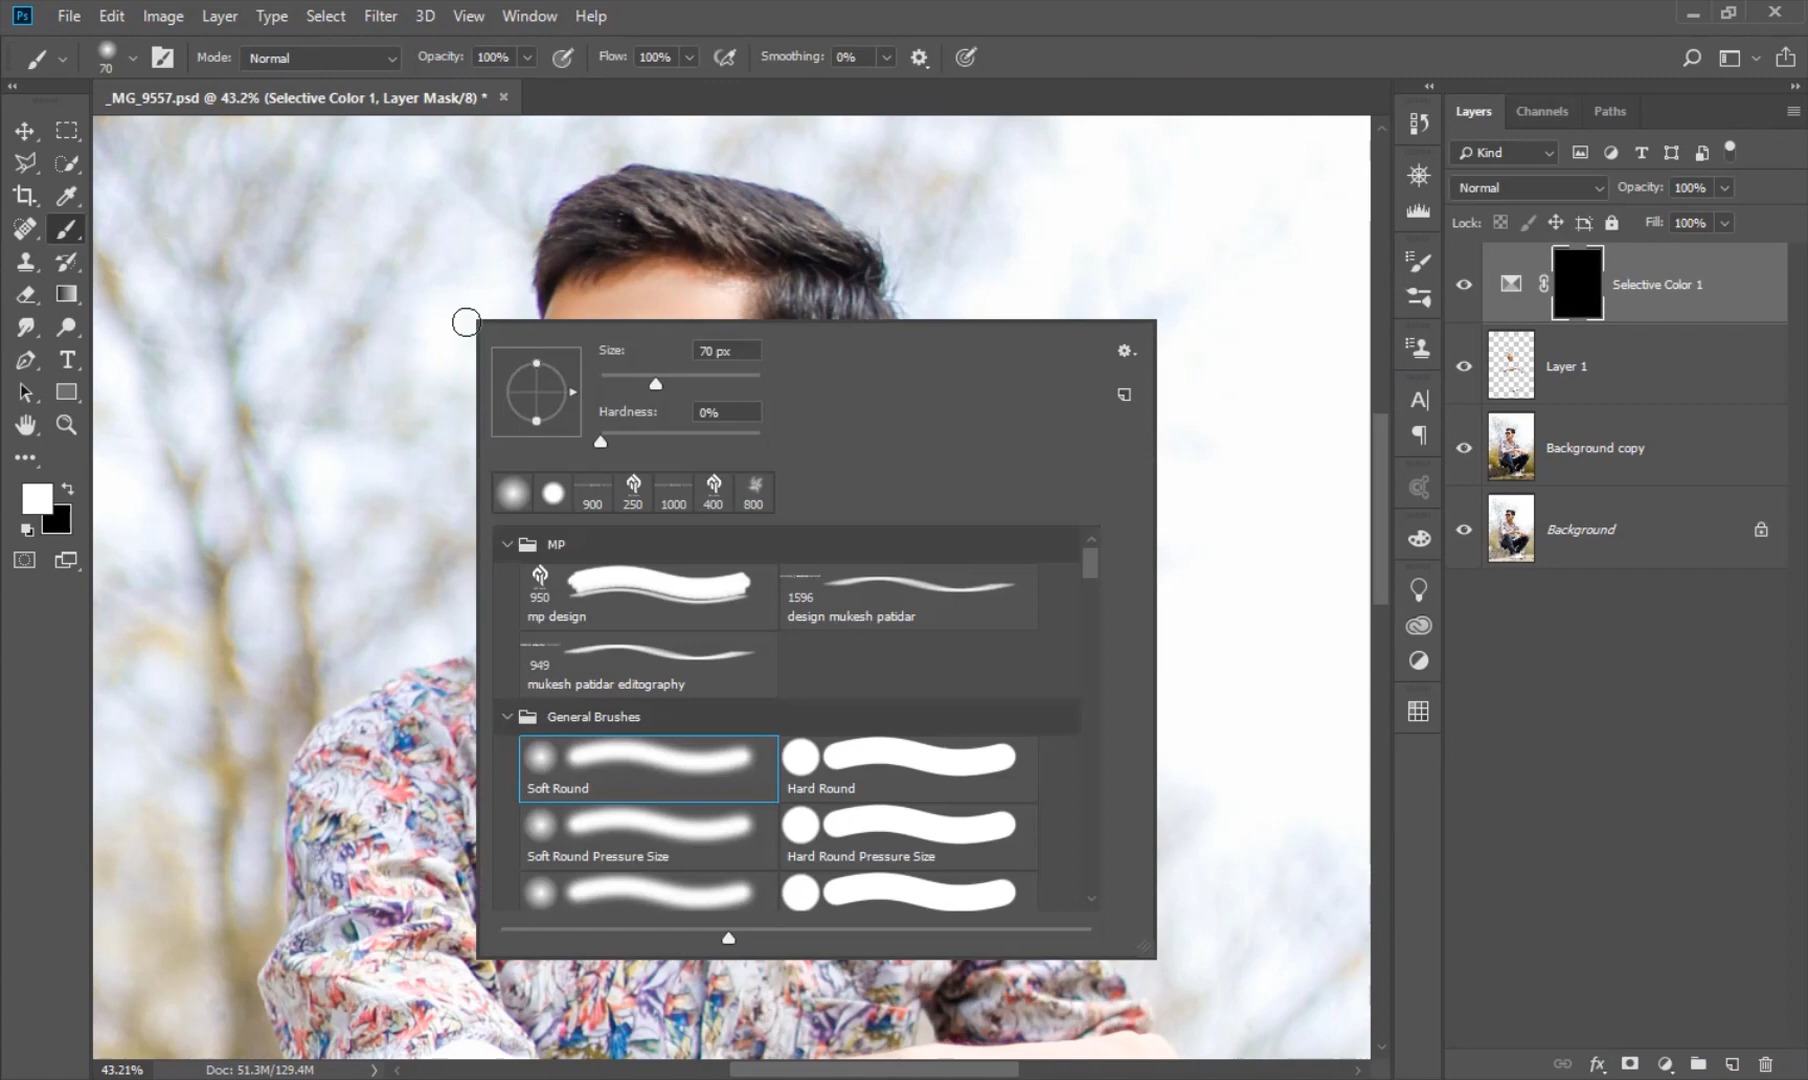 Ps File Edit Image Layer Type Select Filter 3D View Window Help
70 Mode: Normal Opacity: 100% Flow: 100% Smoothing: 0%
_MG_9557.psd @ 43.2% (Selective Color 1, Layer Mask/8) *
Layers Channels Paths
Kind
Normal Opacity: 100%
Lock: Fill: 100%
Selective Color 1
Layer 1
Background copy
Background
Size: 70 px
Hardness: 0%
900 250 1000 400 800
MP
950 1596
mp design design mukesh patidar
949
mukesh patidar editography
General Brushes
Soft Round Hard Round
Soft Round Pressure Size Hard Round Pressure Size
43.21% Doc: 51.3M/129.4M